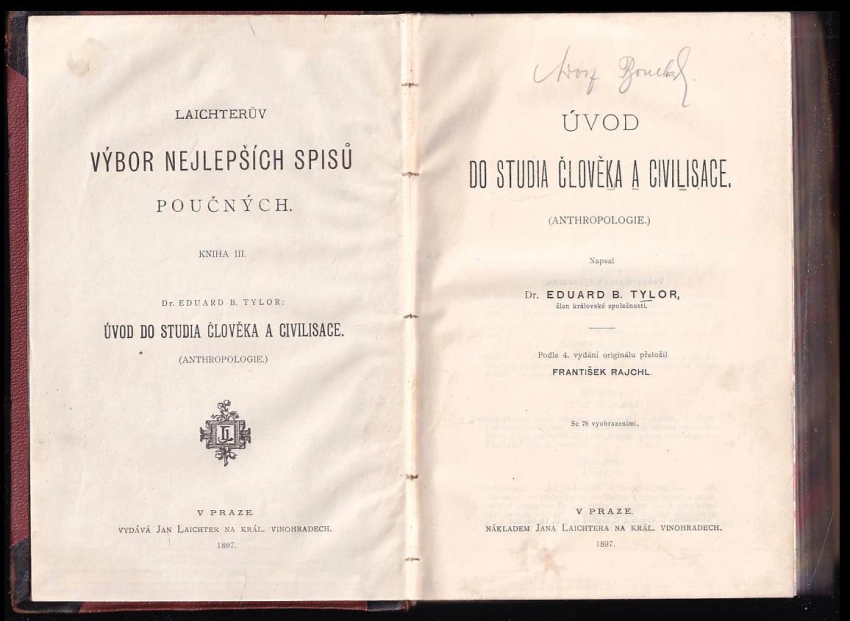 LAICHTERŮV
VÝBOR NEJLEPŠÍCH SPISŮ
POUČNÝCH.
KNIHA III.
Dr. EDUARD B. TYLOR:
ÚVOD DO STUDIA ČLOVĚKA A CIVILISACE.
(ANTHROPOLOGIE.)
V PRAZE.
VYDÁVÁ JAN LAICHTER NA KRÁL. VINOHRADECH.
1897.
ÚVOD
DO STUDIA ČLOVĚKA A CIVILISACE.
(ANTHROPOLOGIE.)
Napsal
Dr. EDUARD B. TYLOR,
člen královské společnosti.
Podle 4. vydání originálu přeložil
FRANTIŠEK RAJCHL.
Se 78 vyobrazeními.
V PRAZE.
NÁKLADEM JANA LAICHTERA NA KRÁL. VINOHRADECH.
1897.